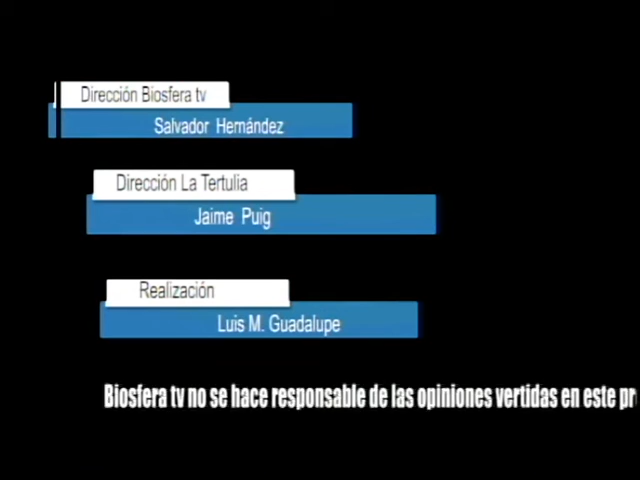 Dirección Biosfera tv
Salvador Hernández
Dirección La Tertulia
Jaime Puig
Realización
Luis M. Guadalupe
Biosfera tv no se hace responsable de las opiniones vertidas en este pr